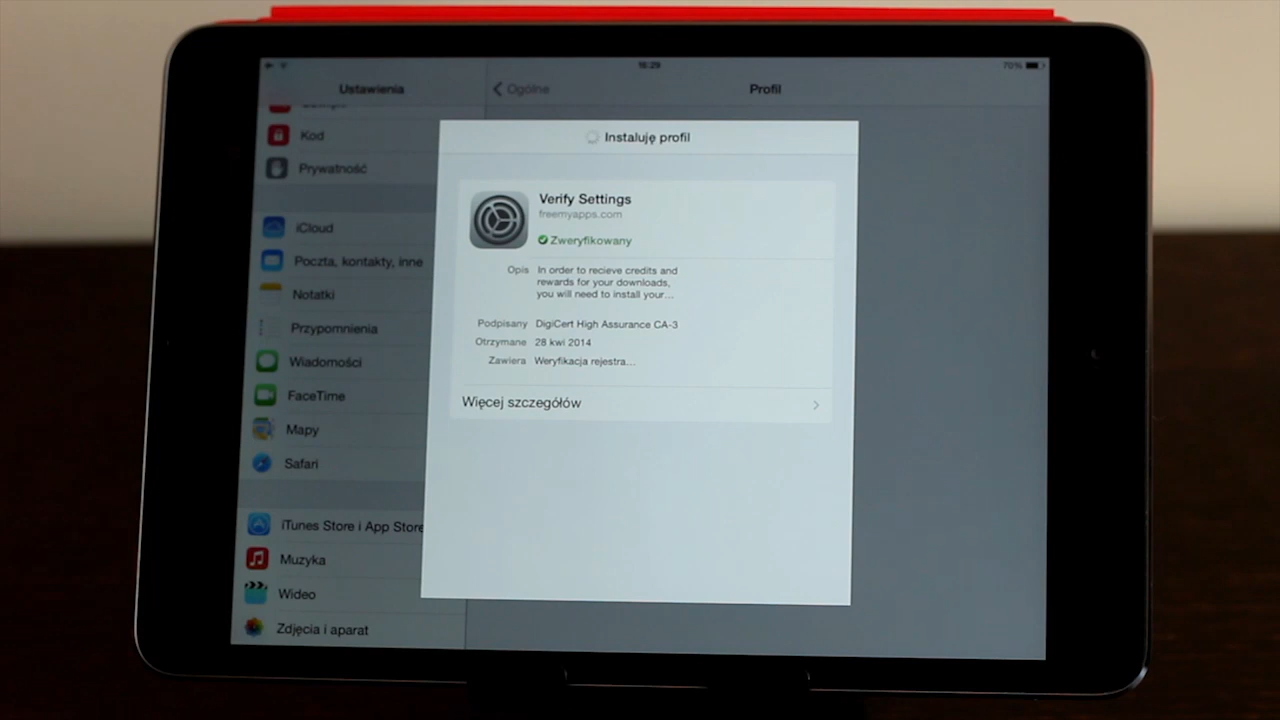 16:29
70%
Ustawienia
Ogólne
Profil
Kod
Prywatność
iCloud
Poczta, kontakty, inne
Notatki
Przypomnienia
Wiadomości
FaceTime
Mapy
Safari
iTunes Store i App Store
Muzyka
Wideo
Zdjęcia i aparat
Instaluję profil
Verify Settings
freemyapps.com
Zweryfikowany
Opis In order to recieve credits and
rewards for your downloads,
you will need to install your...
Podpisany DigiCert High Assurance CA-3
Otrzymane 28 kwi 2014
Zawiera Weryfikacja rejestra...
Więcej szczegółów